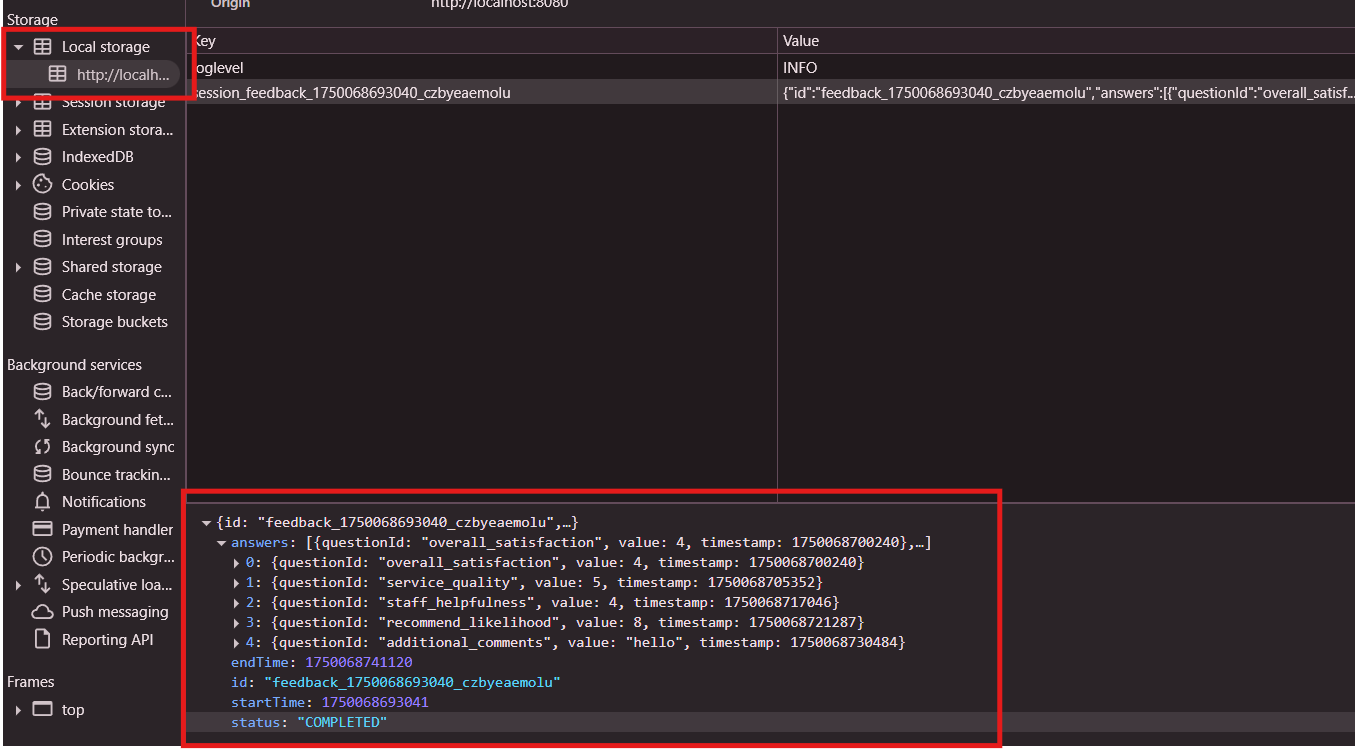 Origin http://localhost:8080
Storage
Local storage
http://localh...
Session storage
Extension stora...
IndexedDB
Cookies
Private state to...
Interest groups
Shared storage
Cache storage
Storage buckets
Background services
Back/forward c...
Background fet...
Background sync
Bounce trackin...
Notifications
Payment handler
Periodic backgr...
Speculative loa...
Push messaging
Reporting API
Frames
top
Key Value
loglevel INFO
session_feedback_1750068693040_czbyeaemolu {"id":"feedback_1750068693040_czbyeaemolu","answers":[{"questionId":"overall_satisf...
{id: "feedback_1750068693040_czbyeaemolu",…}
answers: [{questionId: "overall_satisfaction", value: 4, timestamp: 1750068700240},…]
0: {questionId: "overall_satisfaction", value: 4, timestamp: 1750068700240}
1: {questionId: "service_quality", value: 5, timestamp: 1750068705352}
2: {questionId: "staff_helpfulness", value: 4, timestamp: 1750068717046}
3: {questionId: "recommend_likelihood", value: 8, timestamp: 1750068721287}
4: {questionId: "additional_comments", value: "hello", timestamp: 1750068730484}
endTime: 1750068741120
id: "feedback_1750068693040_czbyeaemolu"
startTime: 1750068693041
status: "COMPLETED"